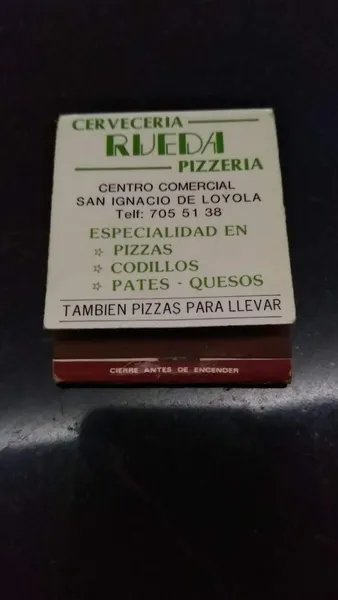 CERVECERIA
RUEDA
PIZZERIA
CENTRO COMERCIAL
SAN IGNACIO DE LOYOLA
Telf: 705 51 38
ESPECIALIDAD EN
☆ PIZZAS
☆ CODILLOS
☆ PATES - QUESOS
TAMBIEN PIZZAS PARA LLEVAR
CIERRE ANTES DE ENCENDER